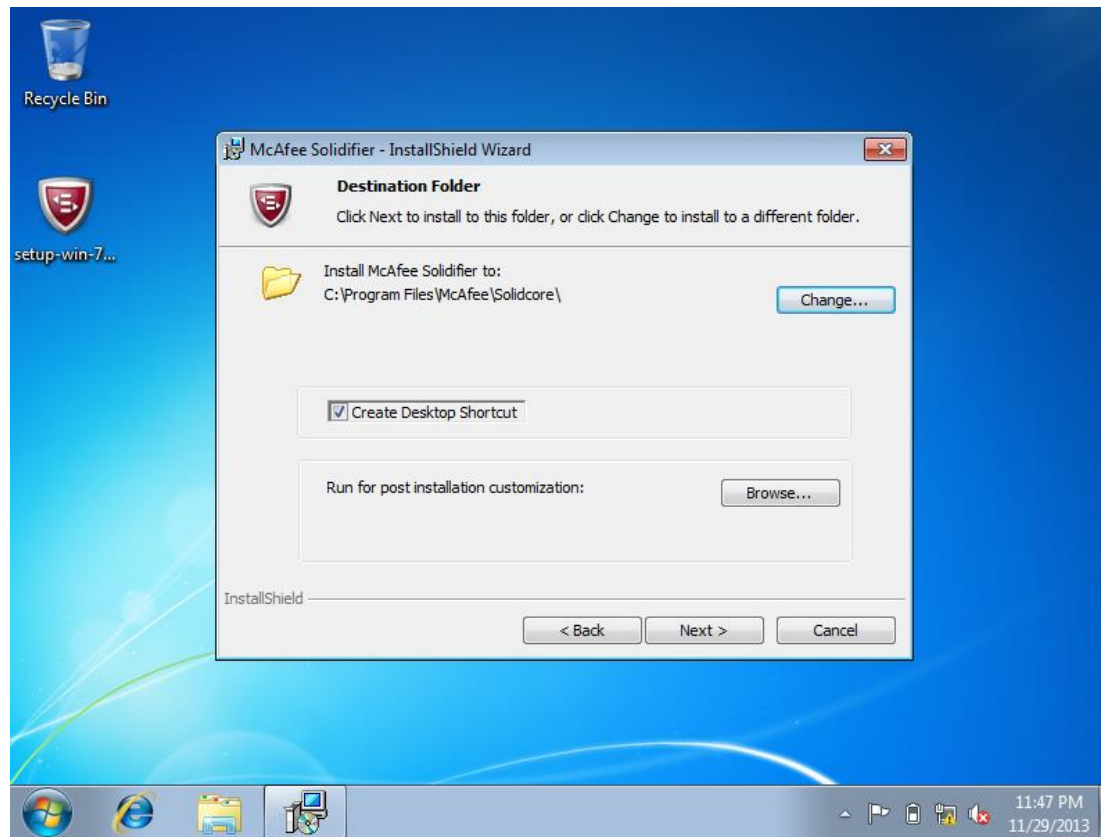 Recycle Bin
setup-win-7...
McAfee Solidifier - InstallShield Wizard
Destination Folder
Click Next to install to this folder, or click Change to install to a different folder.
Install McAfee Solidifier to:
C:\Program Files\McAfee\Solidcore\
Change...
Create Desktop Shortcut
Run for post installation customization:
Browse...
InstallShield
< Back
Next >
Cancel
11:47 PM
11/29/2013